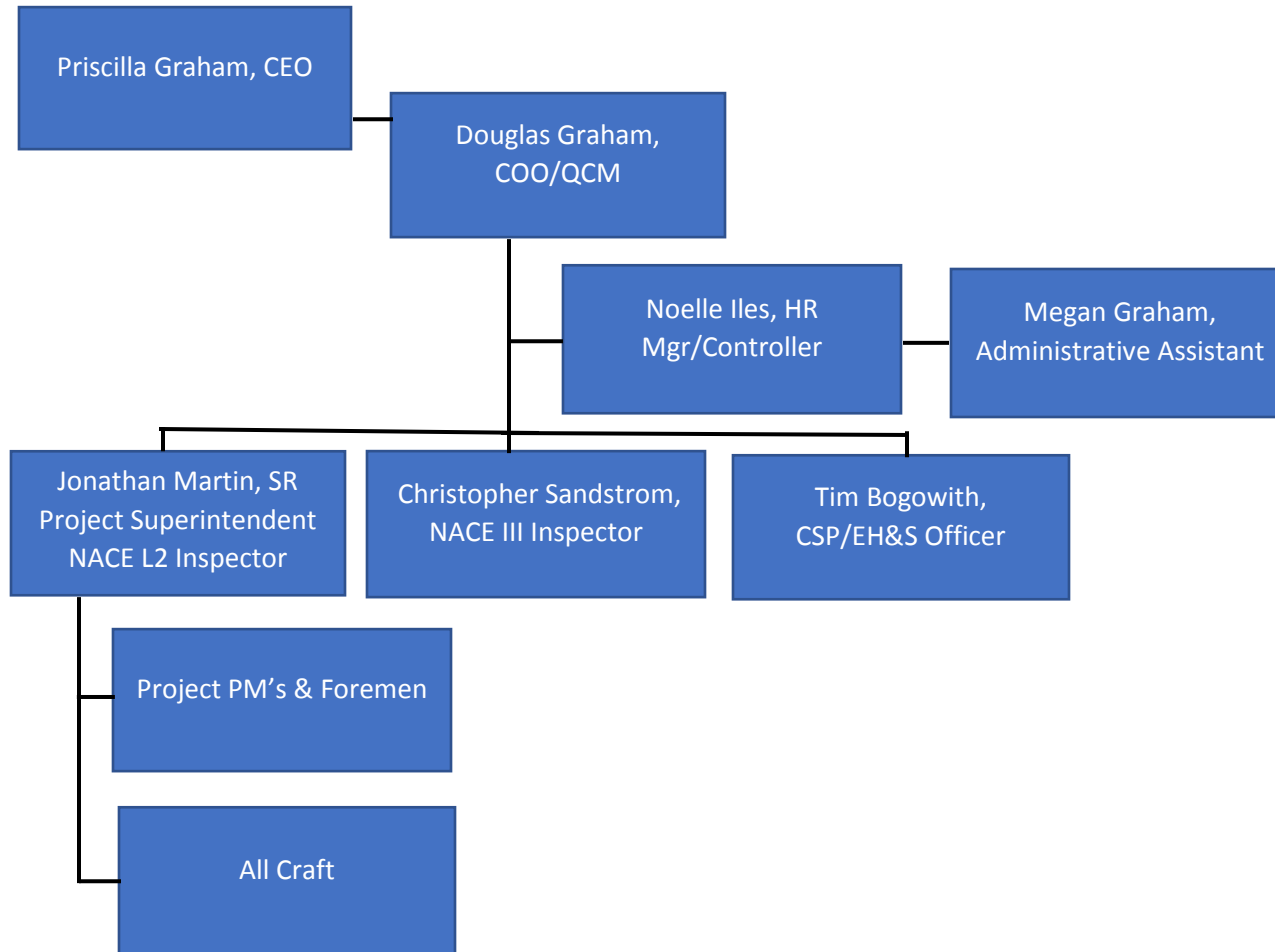 Priscilla Graham, CEO
Douglas Graham,
COO/QCM
Noelle Iles, HR
Mgr/Controller
Megan Graham,
Administrative Assistant
Jonathan Martin, SR
Project Superintendent
NACE L2 Inspector
Christopher Sandstrom,
NACE III Inspector
Tim Bogowith,
CSP/EH&S Officer
Project PM’s & Foremen
All Craft